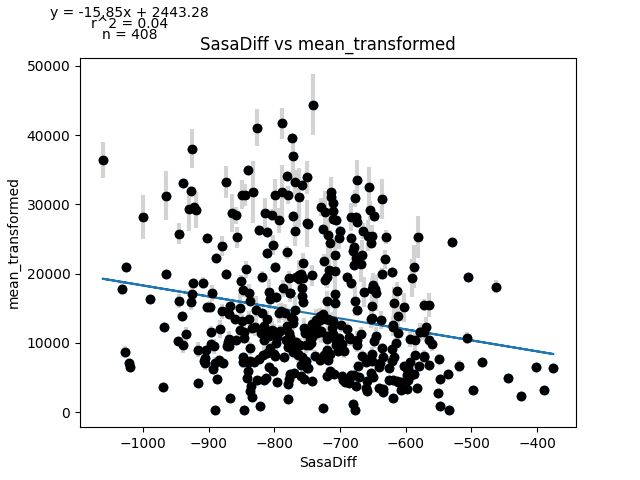 y = -15.85x + 2443.28
r^2 = 0.04
n = 408
SasaDiff vs mean_transformed
50000
40000
30000
20000
10000
0
mean_transformed
−1000 −900 −800 −700 −600 −500 −400
SasaDiff